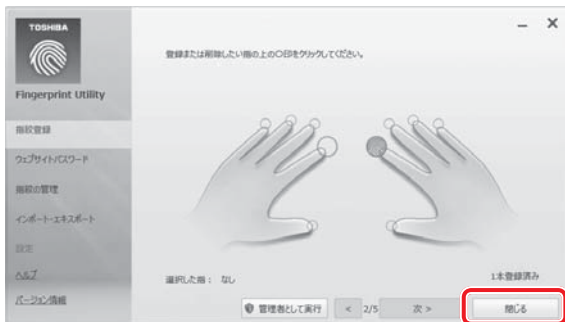 TOSHIBA
Fingerprint Utility
指紋登録
ウェブサイトパスワード
指紋の管理
インポート・エキスポート
設定
ヘルプ
バージョン情報
登録または削除したい指の上の○印をクリックしてください。
選択した指： なし
1本登録済み
管理者として実行
<
2/5
次 >
閉じる